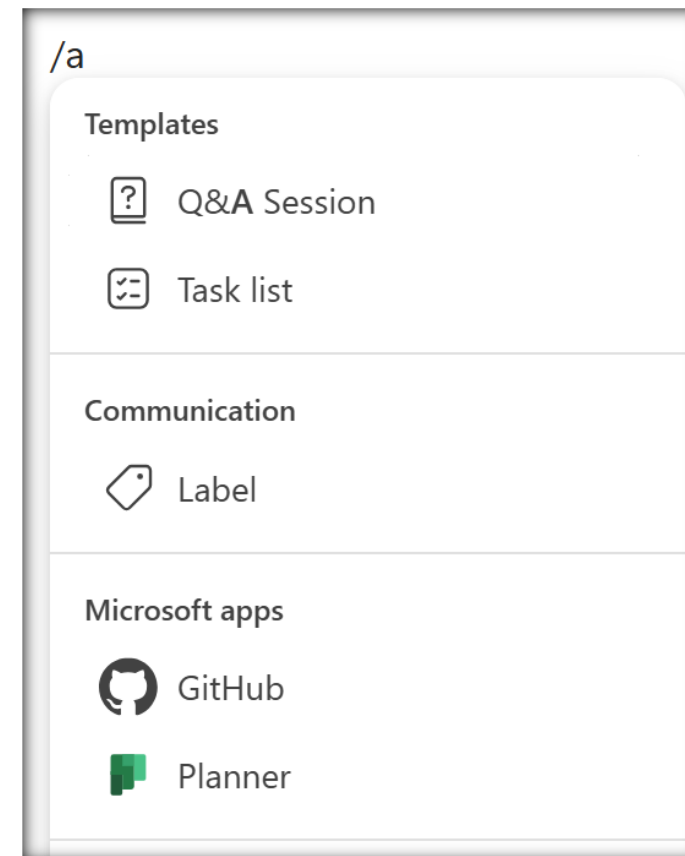 /a
Templates
Q&A Session
Task list
Communication
Label
Microsoft apps
GitHub
Planner